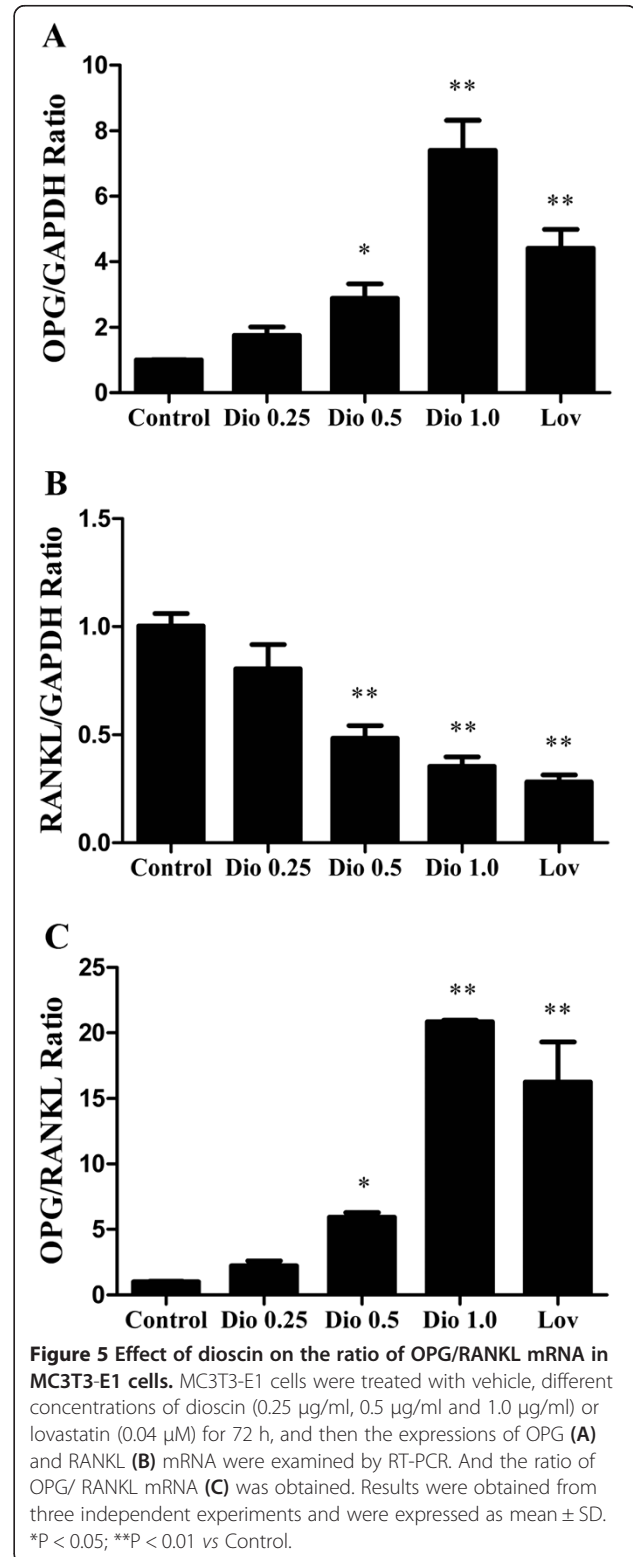 A
OPG/GAPDH Ratio
10
8
6
4
2
0
*
**
**
Control Dio 0.25 Dio 0.5 Dio 1.0 Lov
B
RANKL/GAPDH Ratio
1.5
1.0
0.5
0.0
**
**
**
Control Dio 0.25 Dio 0.5 Dio 1.0 Lov
C
OPG/RANKL Ratio
25
20
15
10
5
0
*
**
**
Control Dio 0.25 Dio 0.5 Dio 1.0 Lov
Figure 5 Effect of dioscin on the ratio of OPG/RANKL mRNA in
MC3T3-E1 cells. MC3T3-E1 cells were treated with vehicle, different
concentrations of dioscin (0.25 μg/ml, 0.5 μg/ml and 1.0 μg/ml) or
lovastatin (0.04 μM) for 72 h, and then the expressions of OPG (A)
and RANKL (B) mRNA were examined by RT-PCR. And the ratio of
OPG/ RANKL mRNA (C) was obtained. Results were obtained from
three independent experiments and were expressed as mean ± SD.
*P < 0.05; **P < 0.01 vs Control.